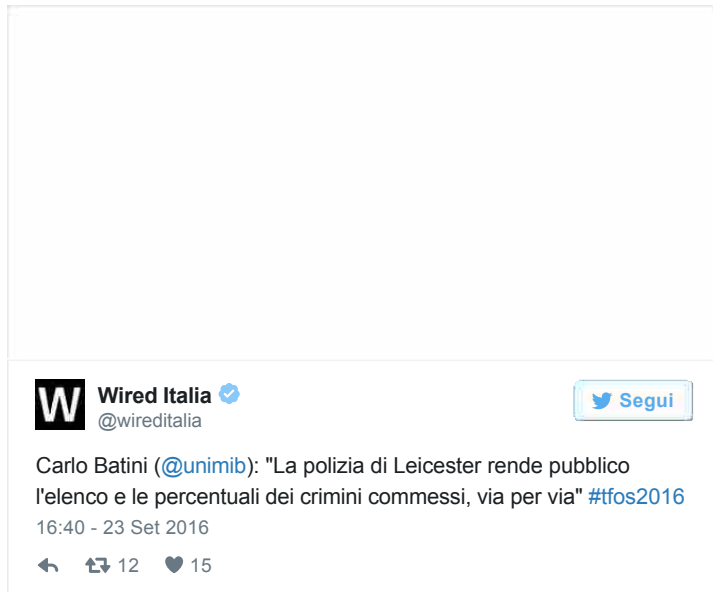 W
Wired Italia
@wireditalia
Segui
Carlo Batini (@unimib): "La polizia di Leicester rende pubblico
l'elenco e le percentuali dei crimini commessi, via per via" #tfos2016
16:40 - 23 Set 2016
12 15